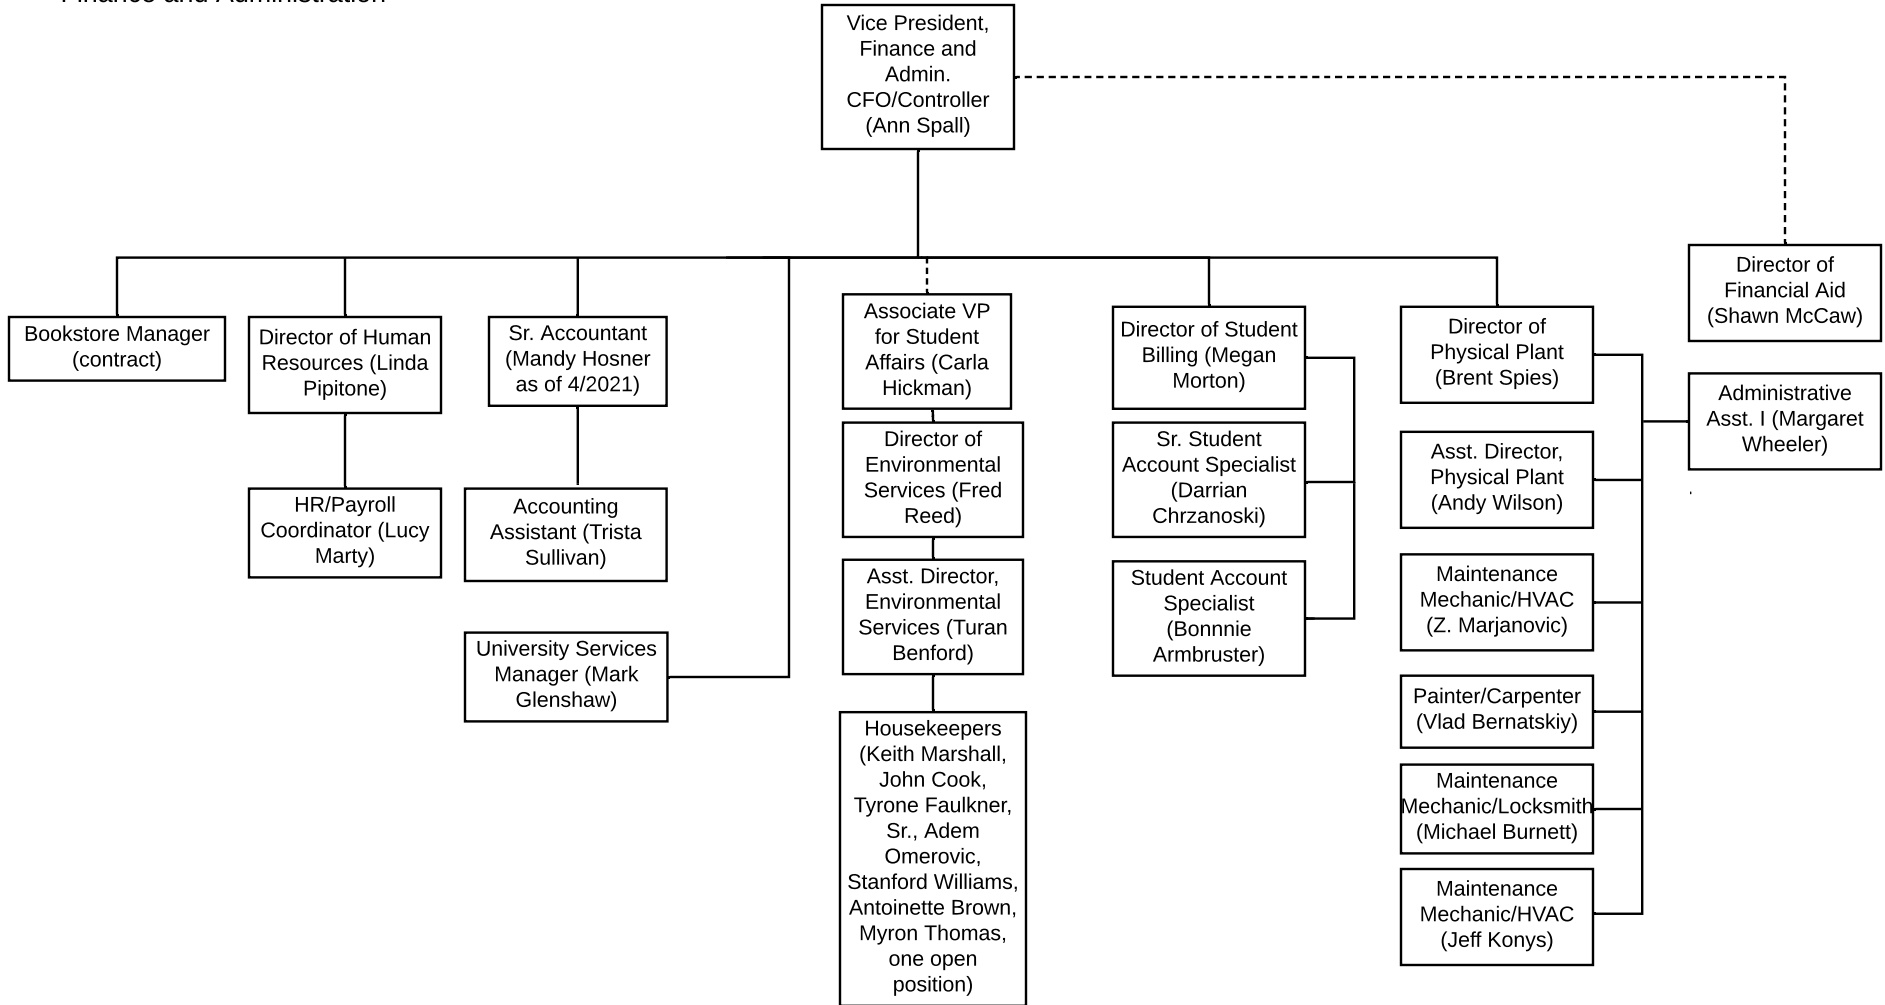 Finance and Administration
Vice President,
Finance and
Admin.
CFO/Controller
(Ann Spall)
Director of
Financial Aid
(Shawn McCaw)
Bookstore Manager
(contract)
Director of Human
Resources (Linda
Pipitone)
HR/Payroll
Coordinator (Lucy
Marty)
Sr. Accountant
(Mandy Hosner
as of 4/2021)
Accounting
Assistant (Trista
Sullivan)
University Services
Manager (Mark
Glenshaw)
Associate VP
for Student
Affairs (Carla
Hickman)
Director of
Environmental
Services (Fred
Reed)
Asst. Director,
Environmental
Services (Turan
Benford)
Housekeepers
(Keith Marshall,
John Cook,
Tyrone Faulkner,
Sr., Adem
Omerovic,
Stanford Williams,
Antoinette Brown,
Myron Thomas,
one open
position)
Director of Student
Billing (Megan
Morton)
Sr. Student
Account Specialist
(Darrian
Chrzanoski)
Student Account
Specialist
(Bonnnie
Armbruster)
Director of
Physical Plant
(Brent Spies)
Administrative
Asst. I (Margaret
Wheeler)
Asst. Director,
Physical Plant
(Andy Wilson)
Maintenance
Mechanic/HVAC
(Z. Marjanovic)
Painter/Carpenter
(Vlad Bernatskiy)
Maintenance
Mechanic/Locksmith
(Michael Burnett)
Maintenance
Mechanic/HVAC
(Jeff Konys)